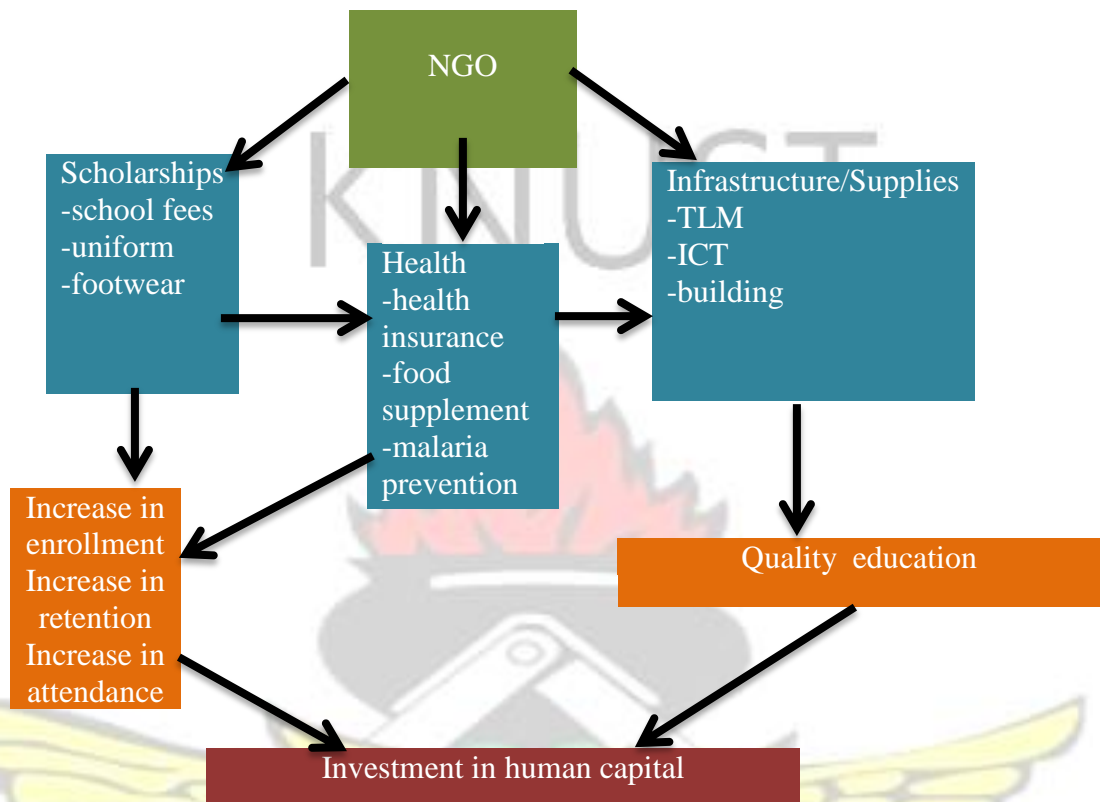 NGO
KNUST
Scholarships
-school fees
-uniform
-footwear
Health
-health
insurance
-food
supplement
-malaria
prevention
Infrastructure/Supplies
-TLM
-ICT
-building
Increase in
enrollment
Increase in
retention
Increase in
attendance
Quality education
Investment in human capital